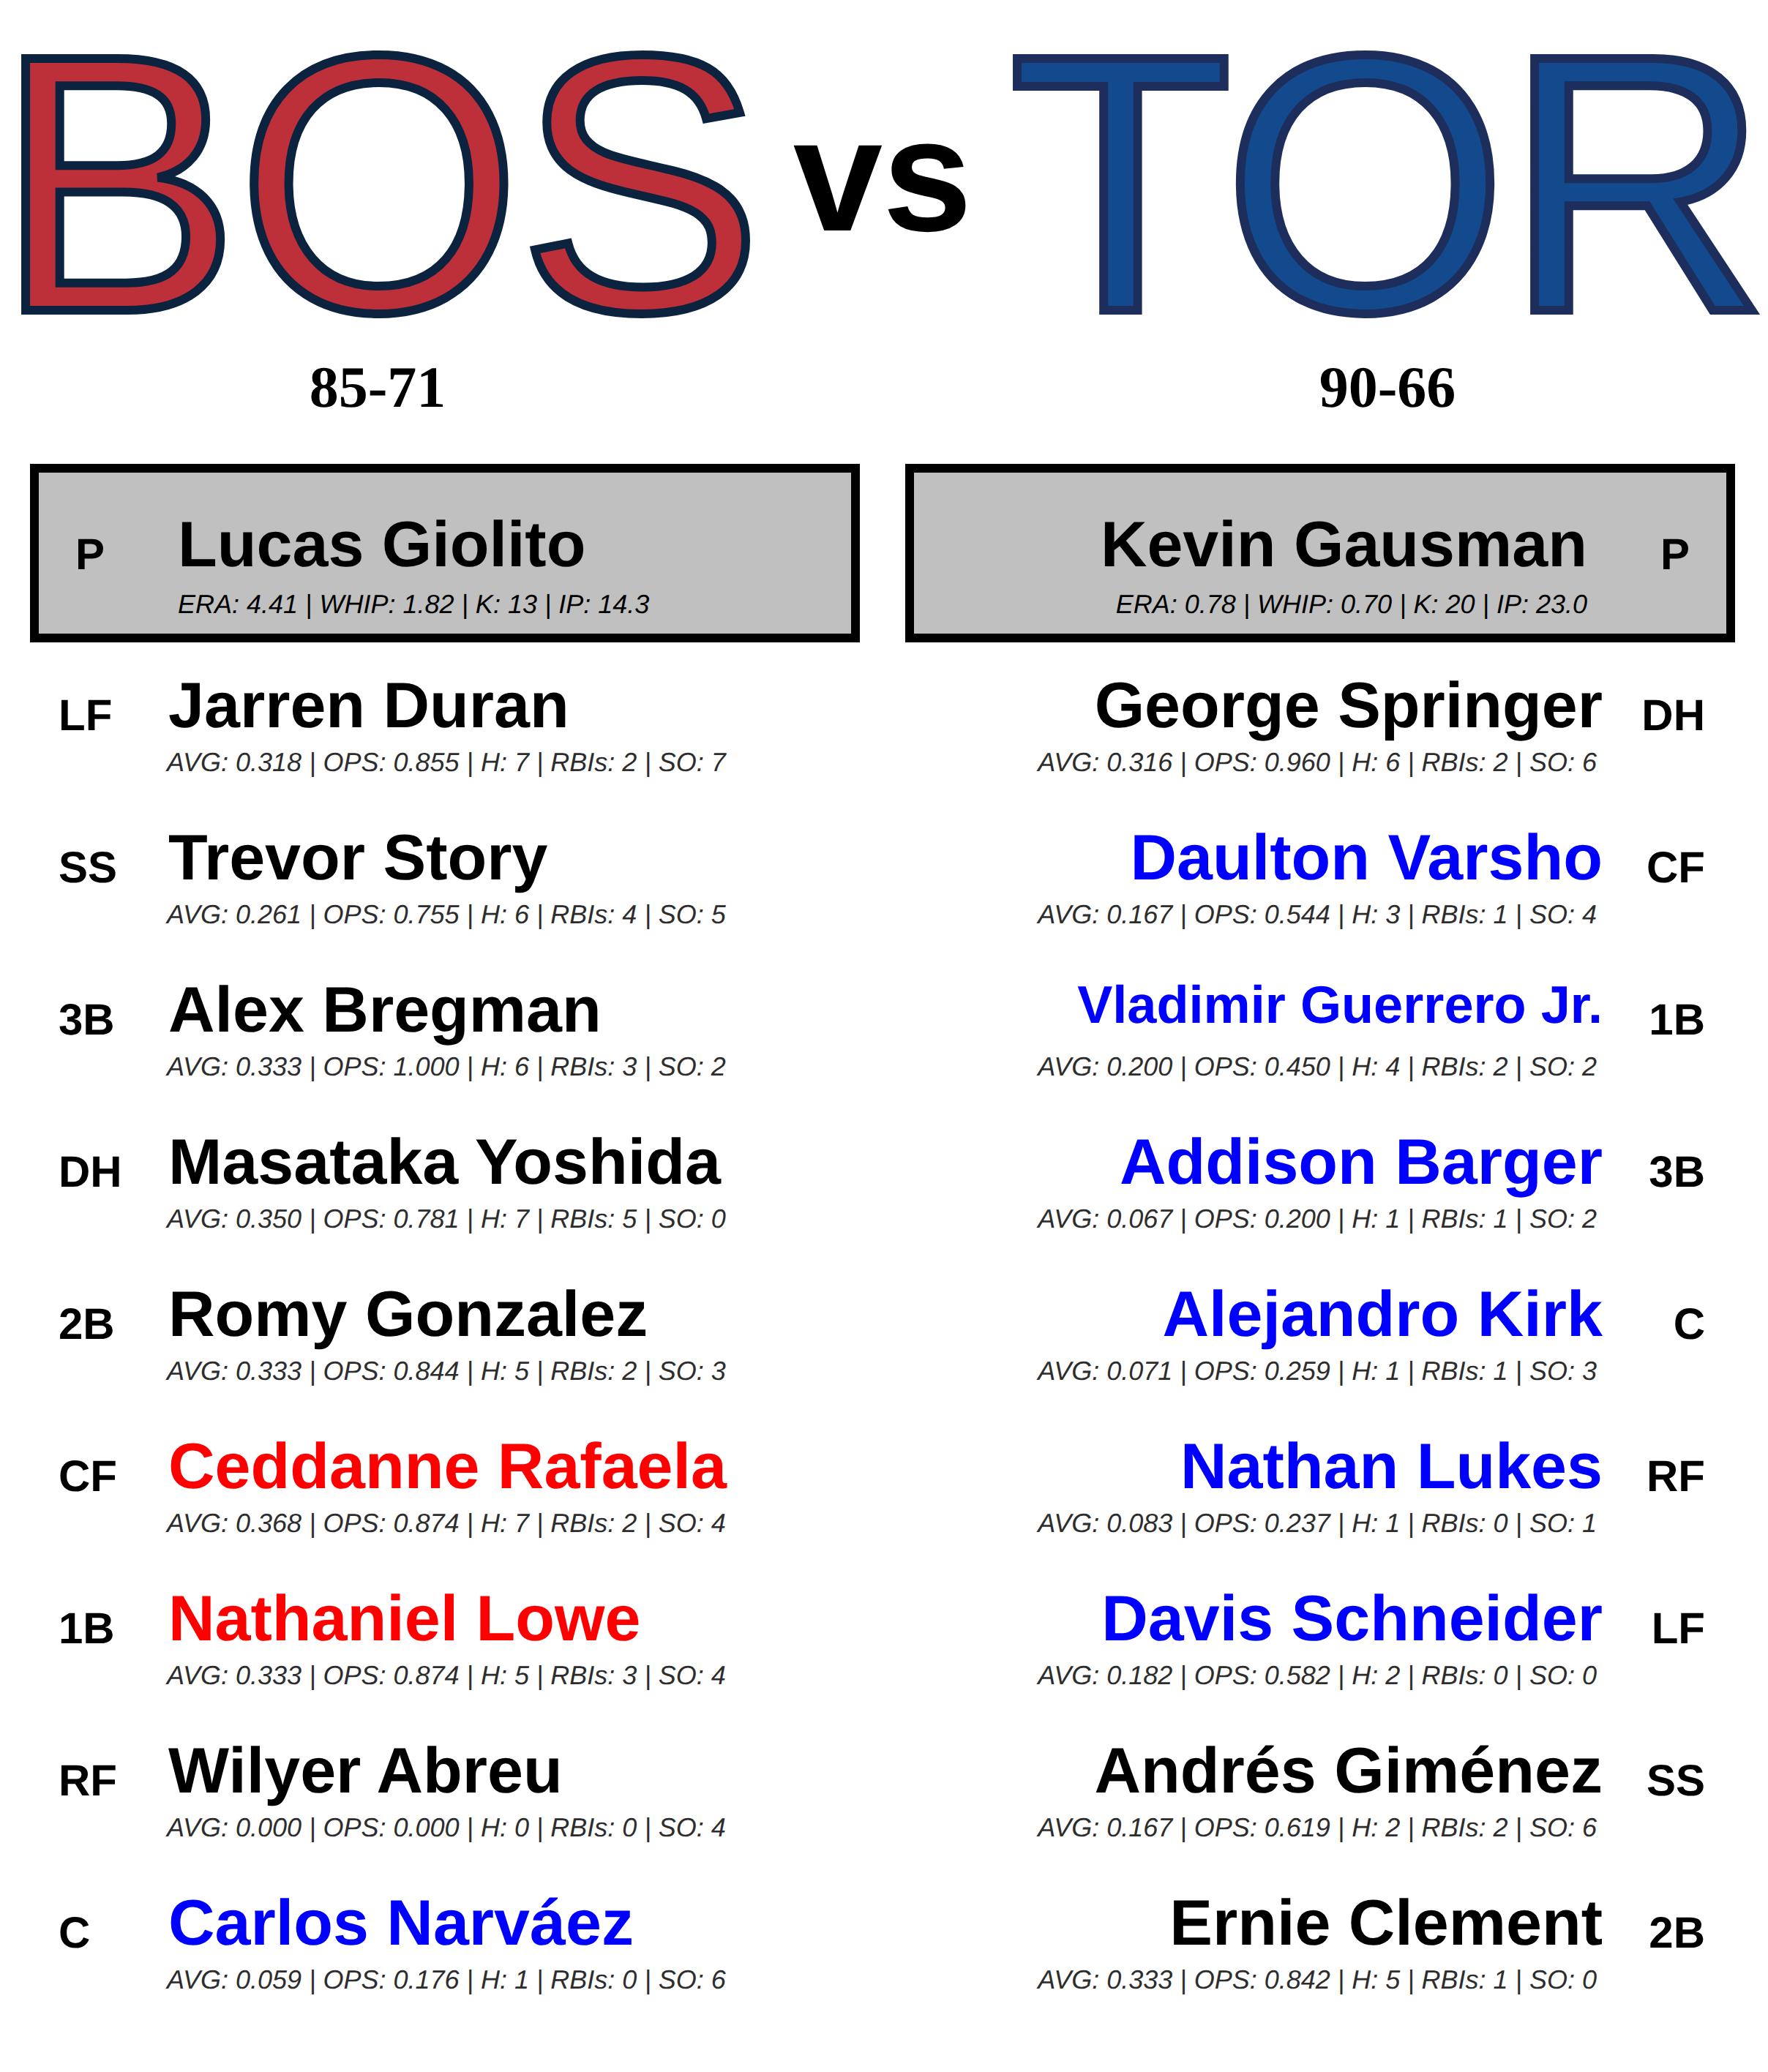 BOS vs TOR
85-71
90-66
P Lucas Giolito
ERA: 4.41 | WHIP: 1.82 | K: 13 | IP: 14.3
Kevin Gausman P
ERA: 0.78 | WHIP: 0.70 | K: 20 | IP: 23.0
LF Jarren Duran
AVG: 0.318 | OPS: 0.855 | H: 7 | RBIs: 2 | SO: 7
SS Trevor Story
AVG: 0.261 | OPS: 0.755 | H: 6 | RBIs: 4 | SO: 5
3B Alex Bregman
AVG: 0.333 | OPS: 1.000 | H: 6 | RBIs: 3 | SO: 2
DH Masataka Yoshida
AVG: 0.350 | OPS: 0.781 | H: 7 | RBIs: 5 | SO: 0
2B Romy Gonzalez
AVG: 0.333 | OPS: 0.844 | H: 5 | RBIs: 2 | SO: 3
CF Ceddanne Rafaela
AVG: 0.368 | OPS: 0.874 | H: 7 | RBIs: 2 | SO: 4
1B Nathaniel Lowe
AVG: 0.333 | OPS: 0.874 | H: 5 | RBIs: 3 | SO: 4
RF Wilyer Abreu
AVG: 0.000 | OPS: 0.000 | H: 0 | RBIs: 0 | SO: 4
C Carlos Narváez
AVG: 0.059 | OPS: 0.176 | H: 1 | RBIs: 0 | SO: 6
George Springer DH
AVG: 0.316 | OPS: 0.960 | H: 6 | RBIs: 2 | SO: 6
Daulton Varsho CF
AVG: 0.167 | OPS: 0.544 | H: 3 | RBIs: 1 | SO: 4
Vladimir Guerrero Jr. 1B
AVG: 0.200 | OPS: 0.450 | H: 4 | RBIs: 2 | SO: 2
Addison Barger 3B
AVG: 0.067 | OPS: 0.200 | H: 1 | RBIs: 1 | SO: 2
Alejandro Kirk C
AVG: 0.071 | OPS: 0.259 | H: 1 | RBIs: 1 | SO: 3
Nathan Lukes RF
AVG: 0.083 | OPS: 0.237 | H: 1 | RBIs: 0 | SO: 1
Davis Schneider LF
AVG: 0.182 | OPS: 0.582 | H: 2 | RBIs: 0 | SO: 0
Andrés Giménez SS
AVG: 0.167 | OPS: 0.619 | H: 2 | RBIs: 2 | SO: 6
Ernie Clement 2B
AVG: 0.333 | OPS: 0.842 | H: 5 | RBIs: 1 | SO: 0